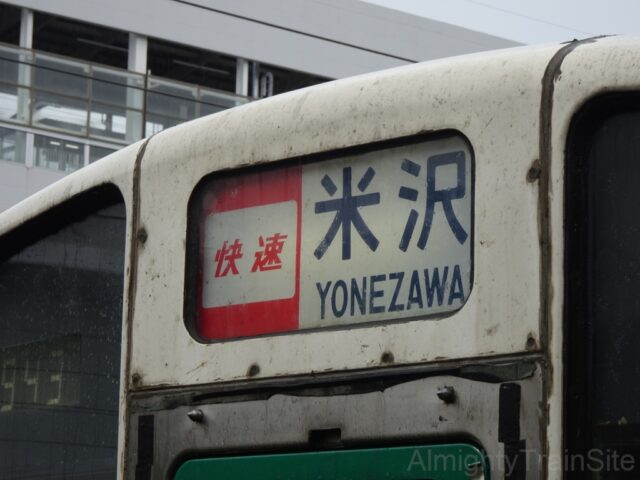 快速
米沢
YONEZAWA
AlmightyTrainSite